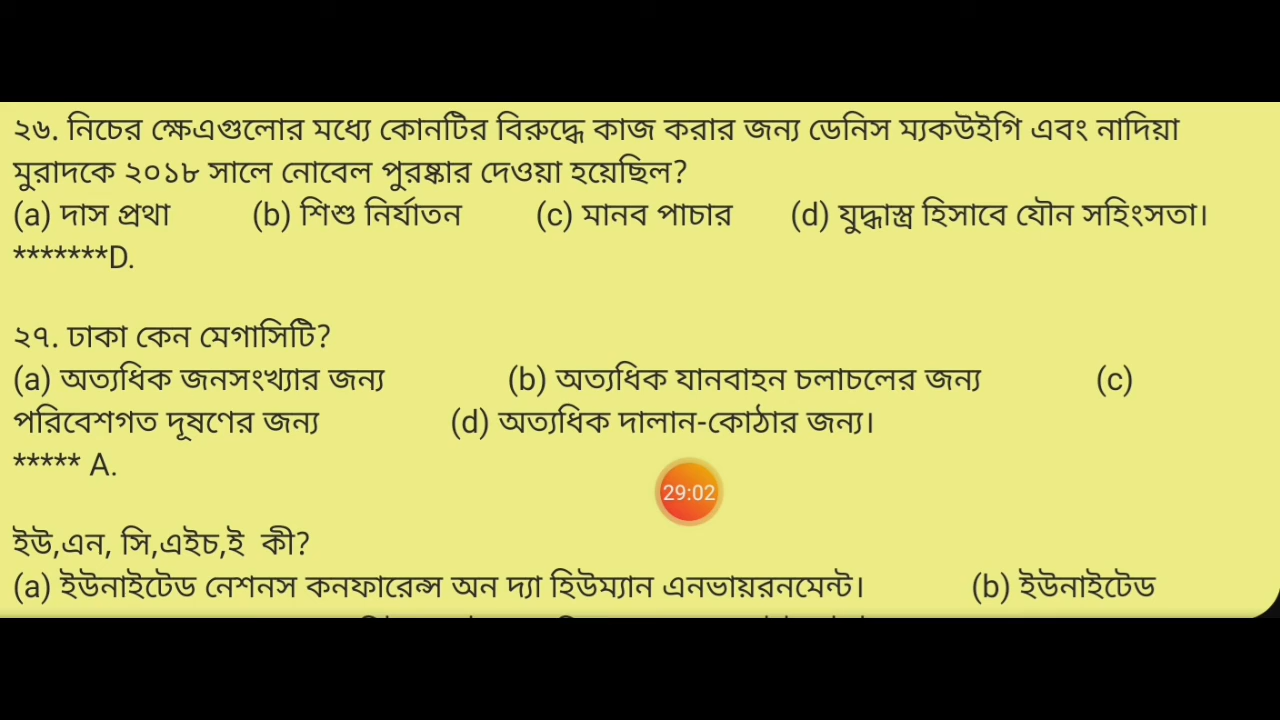 ২৬. নিচের ক্ষেএগুলোর মধ্যে কোনটির বিরুদ্ধে কাজ করার জন্য ডেনিস ম্যকউইগি এবং নাদিয়া
মুরাদকে ২০১৮ সালে নোবেল পুরষ্কার দেওয়া হয়েছিল?
(a) দাস প্রথা (b) শিশু নির্যাতন (c) মানব পাচার (d) যুদ্ধাস্ত্র হিসাবে যৌন সহিংসতা।
*******D.
২৭. ঢাকা কেন মেগাসিটি?
(a) অত্যধিক জনসংখ্যার জন্য (b) অত্যধিক যানবাহন চলাচলের জন্য (c)
পরিবেশগত দূষণের জন্য (d) অত্যধিক দালান-কোঠার জন্য।
***** A.
29:02
ইউ,এন, সি,এইচ,ই কী?
(a) ইউনাইটেড নেশনস কনফারেন্স অন দ্যা হিউম্যান এনভায়রনমেন্ট। (b) ইউনাইটেড